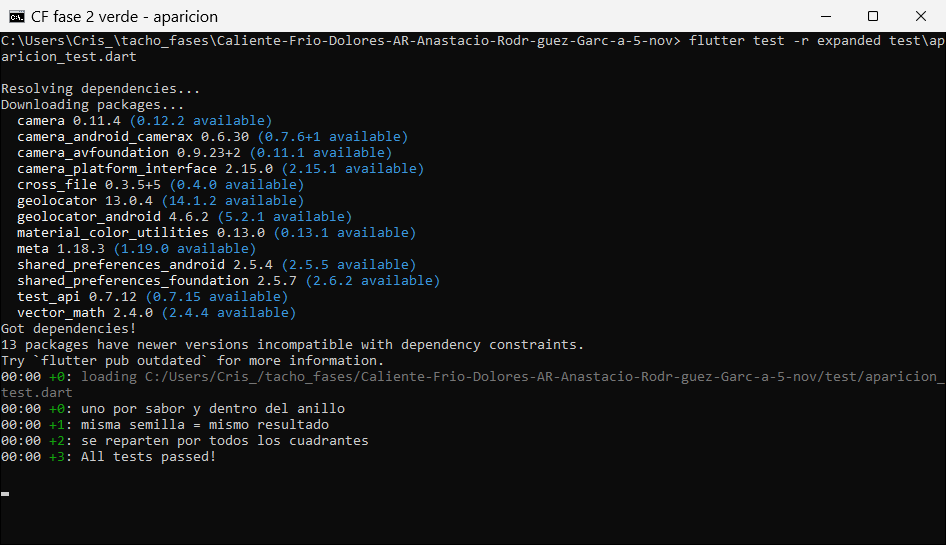 CF fase 2 verde - aparicion
C:\Users\Cris_\tacho_fases\Caliente-Frio-Dolores-AR-Anastacio-Rodr-guez-Garc-a-5-nov> flutter test -r expanded test\ap
aricion_test.dart
Resolving dependencies...
Downloading packages...
  camera 0.11.4 (0.12.2 available)
  camera_android_camerax 0.6.30 (0.7.6+1 available)
  camera_avfoundation 0.9.23+2 (0.11.1 available)
  camera_platform_interface 2.15.0 (2.15.1 available)
  cross_file 0.3.5+5 (0.4.0 available)
  geolocator 13.0.4 (14.1.2 available)
  geolocator_android 4.6.2 (5.2.1 available)
  material_color_utilities 0.13.0 (0.13.1 available)
  meta 1.18.3 (1.19.0 available)
  shared_preferences_android 2.5.4 (2.5.5 available)
  shared_preferences_foundation 2.5.7 (2.6.2 available)
  test_api 0.7.12 (0.7.15 available)
  vector_math 2.4.0 (2.4.4 available)
Got dependencies!
13 packages have newer versions incompatible with dependency constraints.
Try `flutter pub outdated` for more information.
00:00 +0: loading C:/Users/Cris_/tacho_fases/Caliente-Frio-Dolores-AR-Anastacio-Rodr-guez-Garc-a-5-nov/test/aparicion_
test.dart
00:00 +0: uno por sabor y dentro del anillo
00:00 +1: misma semilla = mismo resultado
00:00 +2: se reparten por todos los cuadrantes
00:00 +3: All tests passed!